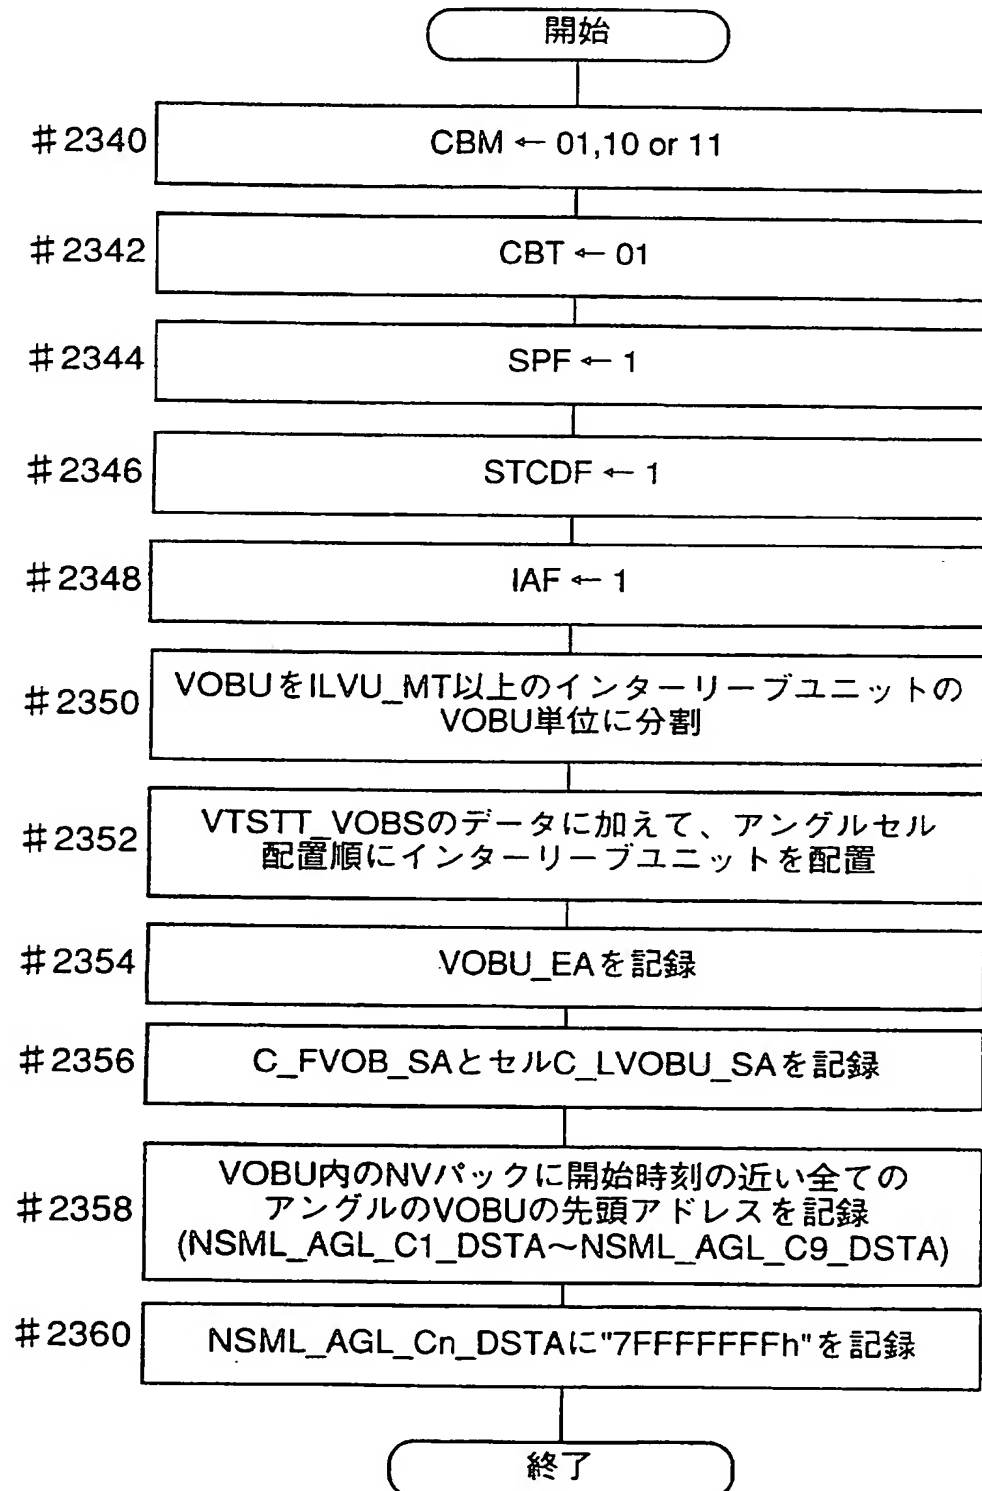 開始
#2340
CBM ← 01,10 or 11
#2342
CBT ← 01
#2344
SPF ← 1
#2346
STCDF ← 1
#2348
IAF ← 1
#2350
VOBUをILVU_MT以上のインターリーブユニットの
VOBU単位に分割
#2352
VTSTT_VOBSのデータに加えて、アングルセル
配置順にインターリーブユニットを配置
#2354
VOBU_EAを記録
#2356
C_FVOB_SAとセルC_LVOBU_SAを記録
#2358
VOBU内のNVパックに開始時刻の近い全ての
アングルのVOBUの先頭アドレスを記録
(NSML_AGL_C1_DSTA〜NSML_AGL_C9_DSTA)
#2360
NSML_AGL_Cn_DSTAに"7FFFFFFFh"を記録
終了